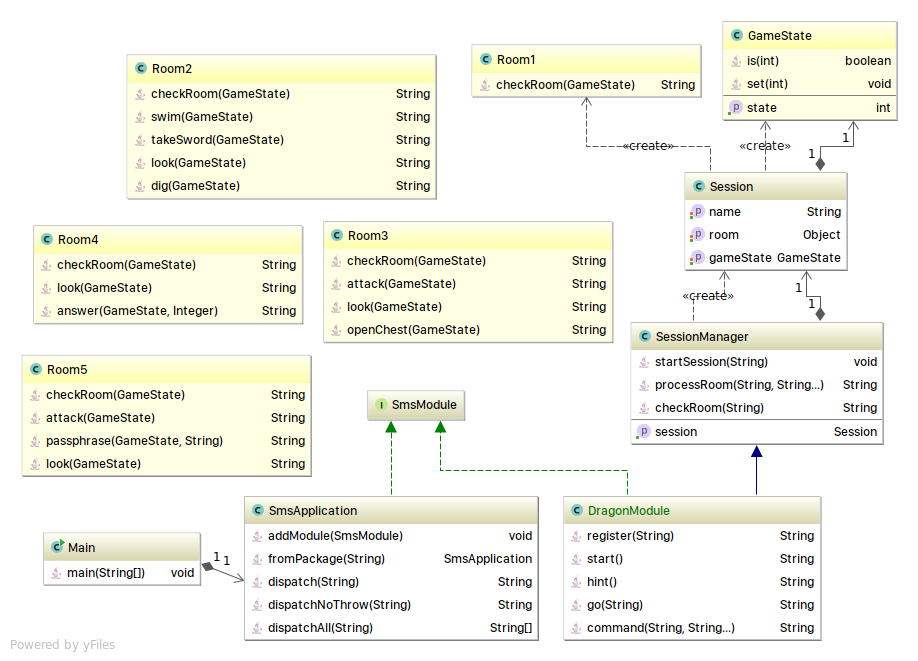 C GameState
is(int) boolean
set(int) void
p state int
C Room1
checkRoom(GameState) String
C Room2
checkRoom(GameState) String
swim(GameState) String
takeSword(GameState) String
look(GameState) String
dig(GameState) String
«create»
«create»
1
1
C Session
p name String
p room Object
p gameState GameState
C Room4
checkRoom(GameState) String
look(GameState) String
answer(GameState, Integer) String
C Room3
checkRoom(GameState) String
attack(GameState) String
look(GameState) String
openChest(GameState) String
«create»
1
1
C SessionManager
startSession(String) void
processRoom(String, String...) String
checkRoom(String) String
p session Session
C Room5
checkRoom(GameState) String
attack(GameState) String
passphrase(GameState, String) String
look(GameState) String
I SmsModule
C SmsApplication
addModule(SmsModule) void
fromPackage(String) SmsApplication
dispatch(String) String
dispatchNoThrow(String) String
dispatchAll(String) String[]
C DragonModule
register(String) String
start() String
hint() String
go(String) String
command(String, String...) String
C Main
main(String[]) void
1
1
Powered by yFiles